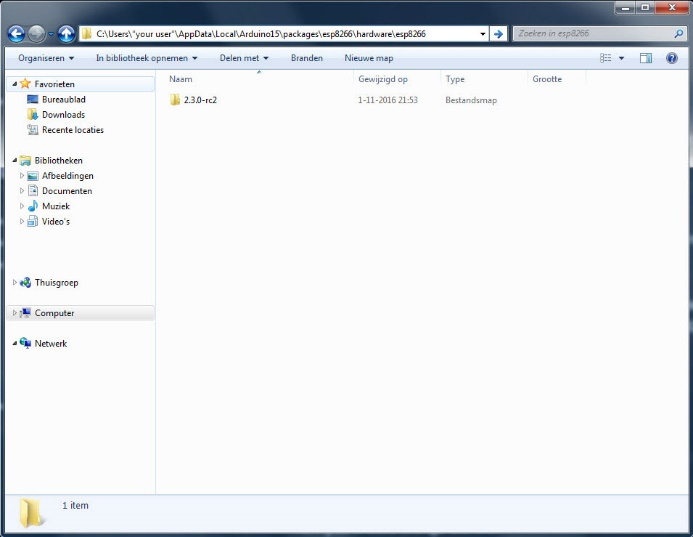 C:\Users\"your user"\AppData\Local\Arduino15\packages\esp8266\hardware\esp8266
Zoeken in esp8266
Organiseren
In bibliotheek opnemen
Delen met
Branden
Nieuwe map
Favorieten
Bureaublad
Downloads
Recente locaties
Bibliotheken
Afbeeldingen
Documenten
Muziek
Video's
Thuisgroep
Computer
Netwerk
Naam
Gewijzigd op
Type
Grootte
2.3.0-rc2
1-11-2016 21:53
Bestandsmap
1 item